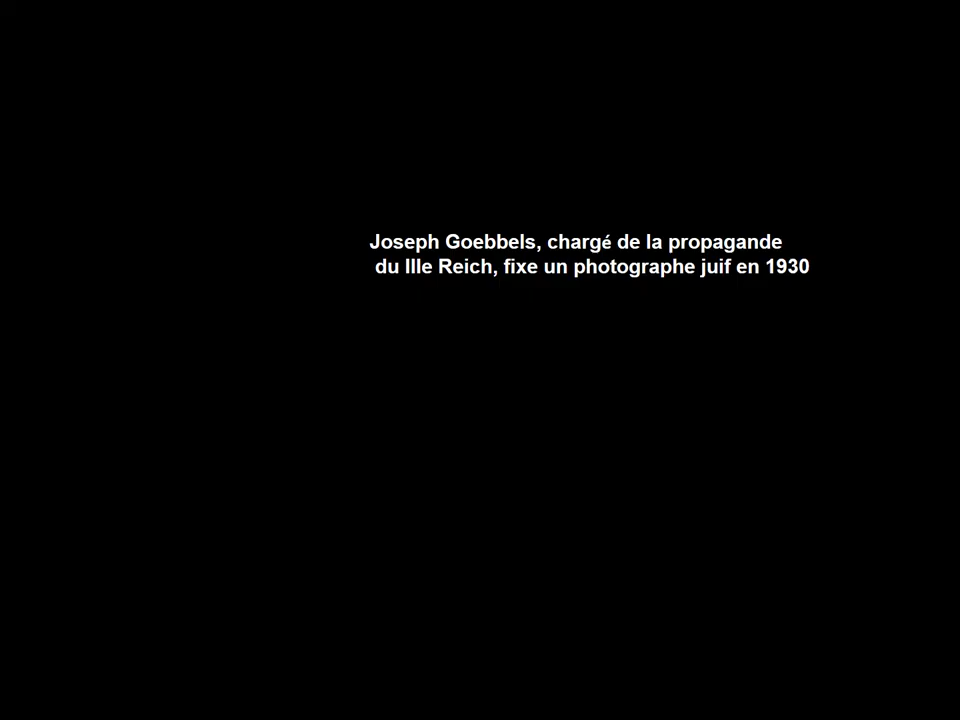 Joseph Goebbels, chargé de la propagande
du IIIe Reich, fixe un photographe juif en 1930